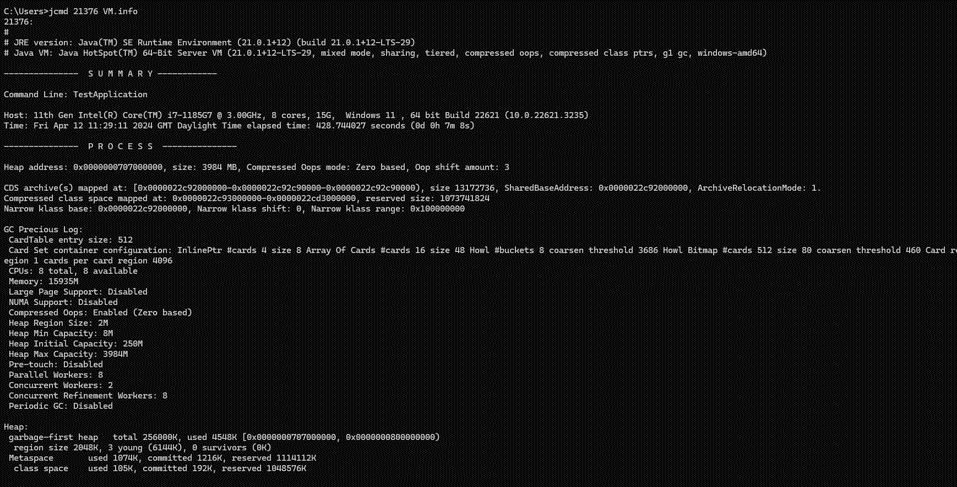 C:\Users>jcmd 21376 VM.info
21376:
#
# JRE version: Java(TM) SE Runtime Environment (21.0.1+12) (build 21.0.1+12-LTS-29)
# Java VM: Java HotSpot(TM) 64-Bit Server VM (21.0.1+12-LTS-29, mixed mode, sharing, tiered, compressed oops, compressed class ptrs, g1 gc, windows-amd64)
---------------  S U M M A R Y ------------
Command Line: TestApplication
Host: 11th Gen Intel(R) Core(TM) i7-1185G7 @ 3.00GHz, 8 cores, 15G,  Windows 11 , 64 bit Build 22621 (10.0.22621.3235)
Time: Fri Apr 12 11:29:11 2024 GMT Daylight Time elapsed time: 428.744027 seconds (0d 0h 7m 8s)
---------------  P R O C E S S  ---------------
Heap address: 0x0000000707000000, size: 3984 MB, Compressed Oops mode: Zero based, Oop shift amount: 3
CDS archive(s) mapped at: [0x0000022c92000000-0x0000022c92c90000-0x0000022c92c90000), size 13172736, SharedBaseAddress: 0x0000022c92000000, ArchiveRelocationMode: 1.
Compressed class space mapped at: 0x0000022c93000000-0x0000022cd3000000, reserved size: 1073741824
Narrow klass base: 0x0000022c92000000, Narrow klass shift: 0, Narrow klass range: 0x100000000
GC Precious Log:
 CardTable entry size: 512
 Card Set container configuration: InlinePtr #cards 4 size 8 Array Of Cards #cards 16 size 48 Howl #buckets 8 coarsen threshold 3686 Howl Bitmap #cards 512 size 80 coarsen threshold 460 Card r
egion 1 cards per card region 4096
 CPUs: 8 total, 8 available
 Memory: 15935M
 Large Page Support: Disabled
 NUMA Support: Disabled
 Compressed Oops: Enabled (Zero based)
 Heap Region Size: 2M
 Heap Min Capacity: 8M
 Heap Initial Capacity: 250M
 Heap Max Capacity: 3984M
 Pre-touch: Disabled
 Parallel Workers: 8
 Concurrent Workers: 2
 Concurrent Refinement Workers: 8
 Periodic GC: Disabled
Heap:
 garbage-first heap   total 256000K, used 4548K [0x0000000707000000, 0x0000000800000000)
  region size 2048K, 3 young (6144K), 0 survivors (0K)
 Metaspace       used 1074K, committed 1216K, reserved 1114112K
  class space    used 105K, committed 192K, reserved 1048576K